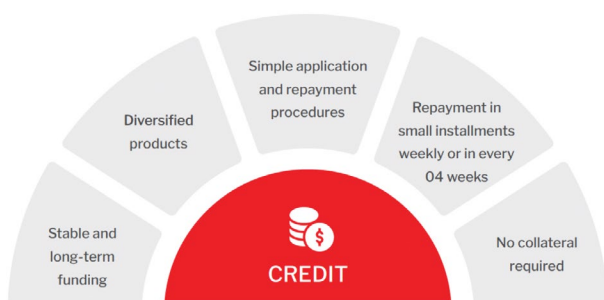 Stable and
long-term
funding
Diversified
products
Simple application
and repayment
procedures
Repayment in
small installments
weekly or in every
04 weeks
No collateral
required
$
CREDIT